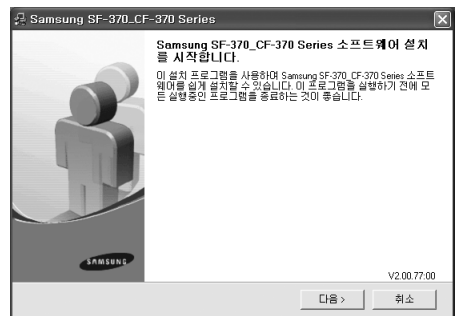 Samsung SF-370_CF-370 Series
Samsung SF-370_CF-370 Series 소프트웨어 설치
를 시작합니다.
이 설치 프로그램을 사용하여 Samsung SF-370_CF-370 Series 소프트
웨어를 쉽게 설치할 수 있습니다. 이 프로그램을 실행하기 전에 모
든 실행중인 프로그램을 종료하는 것이 좋습니다.
SAMSUNG
V2.00.77:00
다음 >
취소